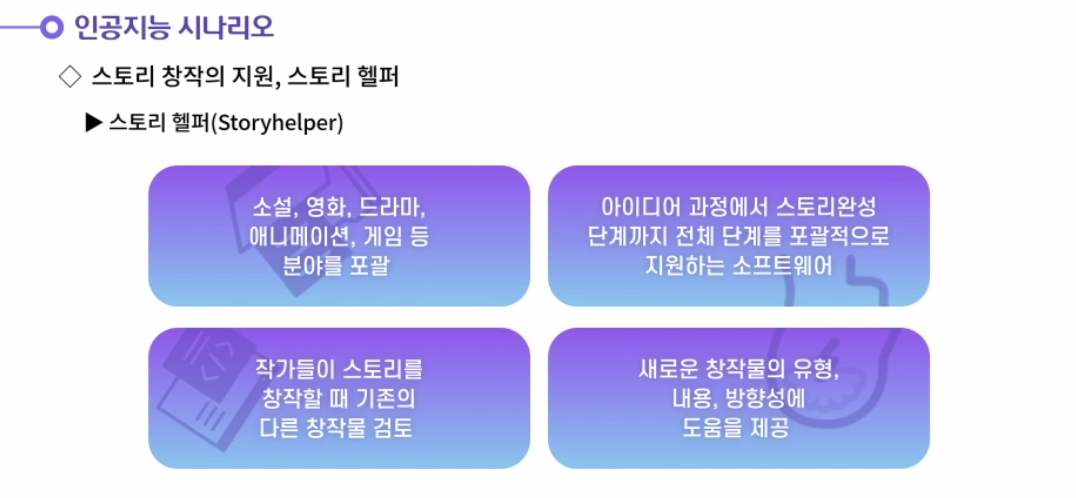 인공지능 시나리오
◇ 스토리 창작의 지원, 스토리 헬퍼
▶ 스토리 헬퍼(Storyhelper)
소설, 영화, 드라마,
애니메이션, 게임 등
분야를 포괄
아이디어 과정에서 스토리완성
단계까지 전체 단계를 포괄적으로
지원하는 소프트웨어
작가들이 스토리를
창작할 때 기존의
다른 창작물 검토
새로운 창작물의 유형,
내용, 방향성에
도움을 제공